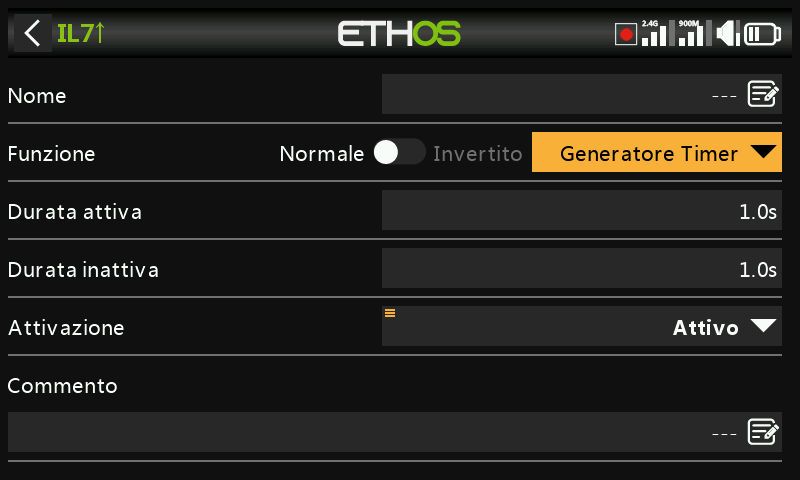 IL7↑ ETHOS 2.4G 900M
Nome ---
Funzione Normale Invertito Generatore Timer
Durata attiva 1.0s
Durata inattiva 1.0s
Attivazione Attivo
Commento
---